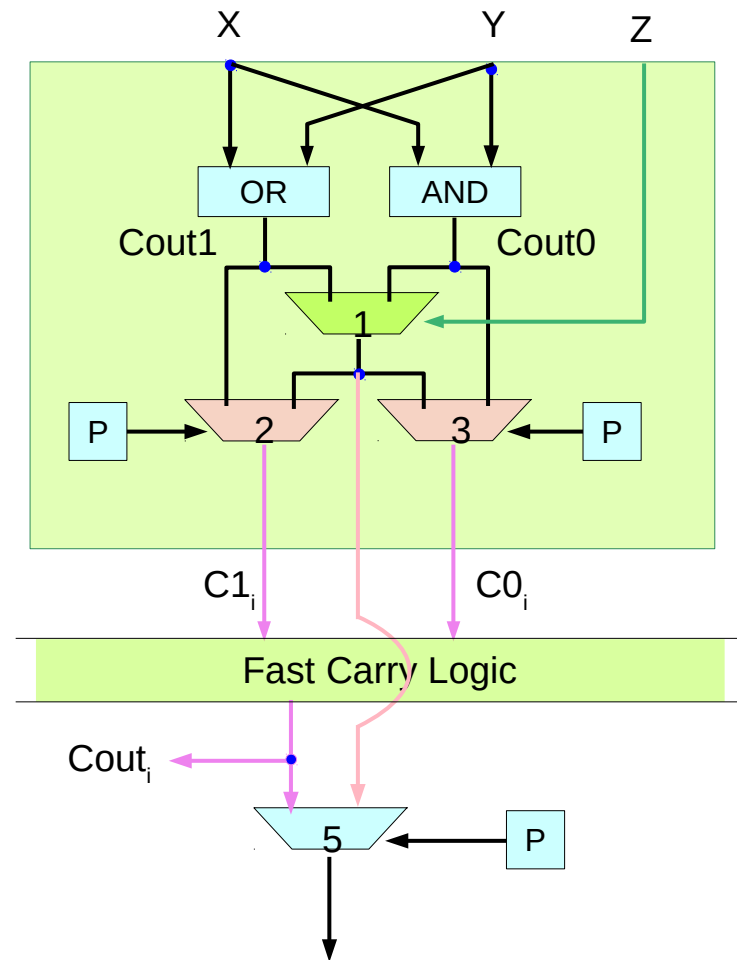 X Y Z
OR AND
Cout1 Cout0
1
P 2 3 P
C1i C0i
Fast Carry Logic
Couti
5 P